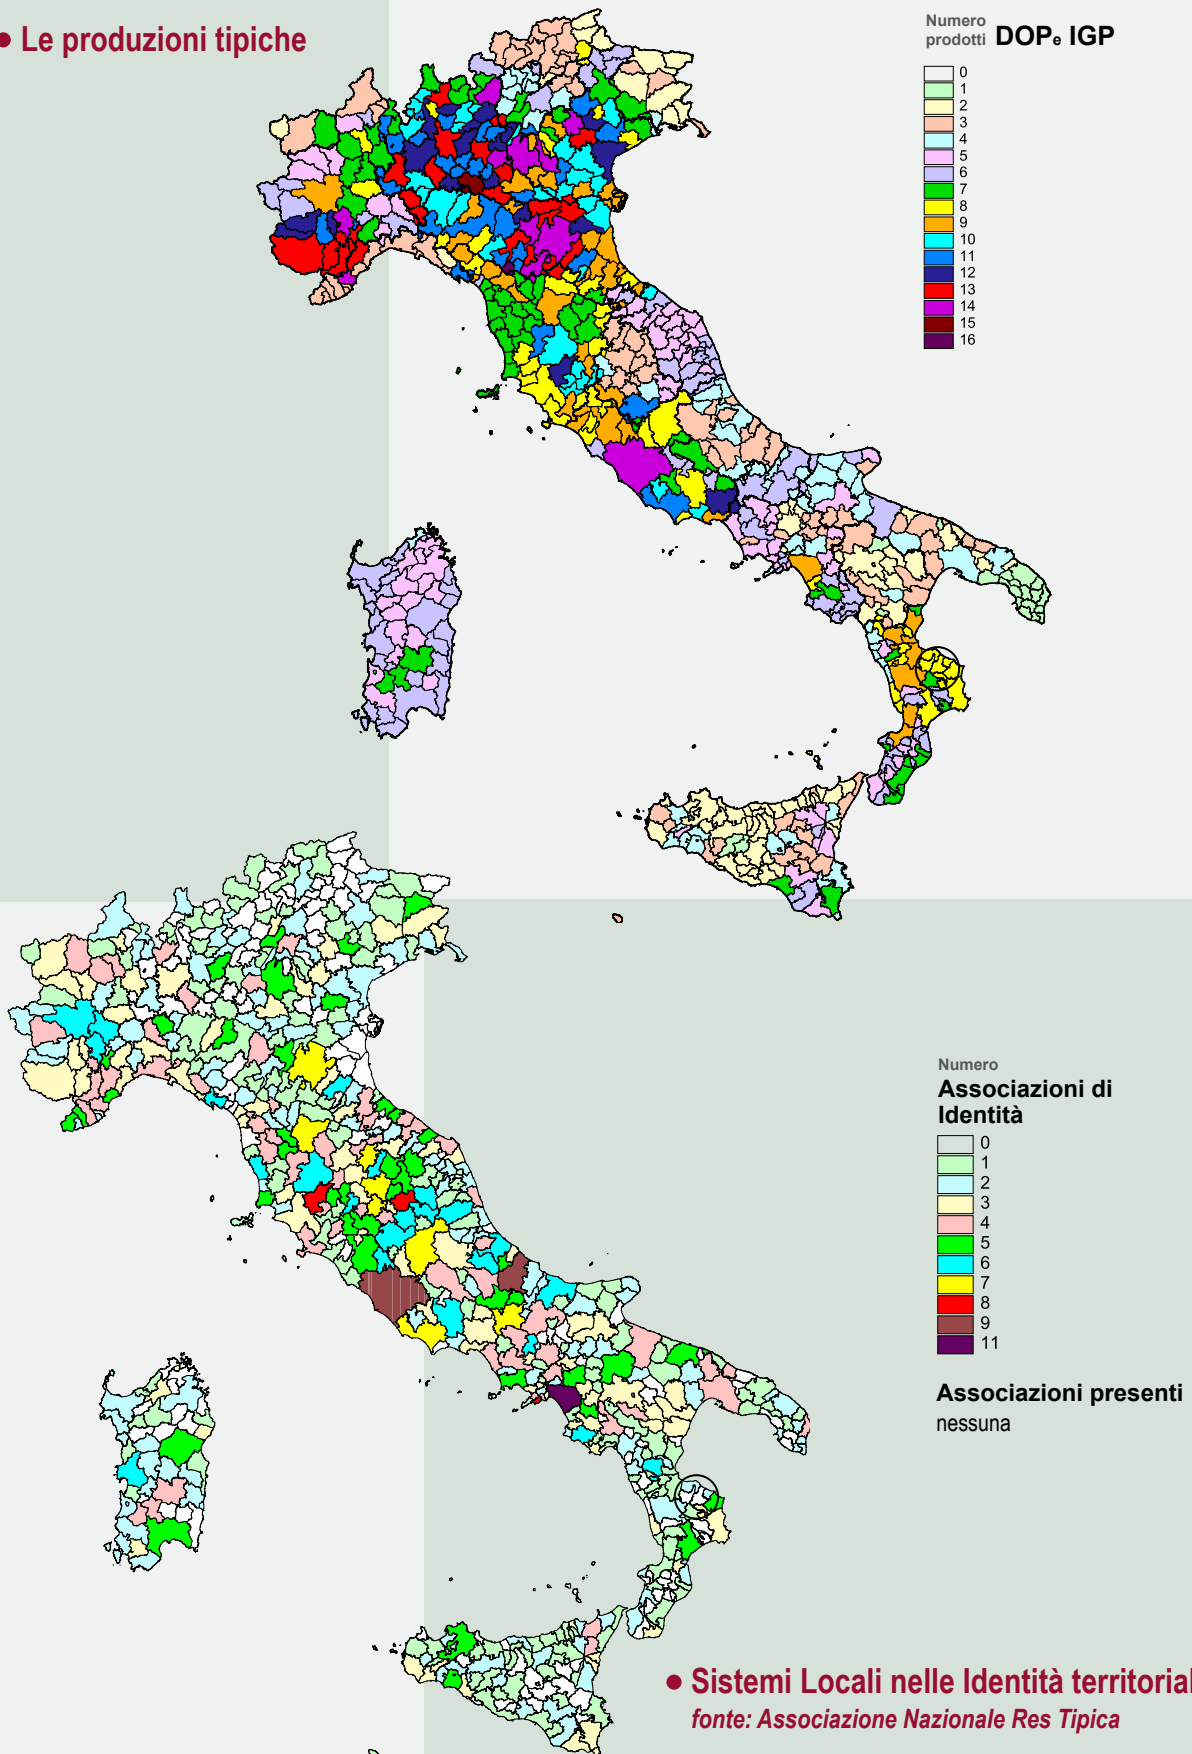 • Le produzioni tipiche
Numero
prodotti DOP e IGP
0
1
2
3
4
5
6
7
8
9
10
11
12
13
14
15
16
Numero
Associazioni di
Identità
0
1
2
3
4
5
6
7
8
9
11
Associazioni presenti
nessuna
• Sistemi Locali nelle Identità territorial
fonte: Associazione Nazionale Res Tipica